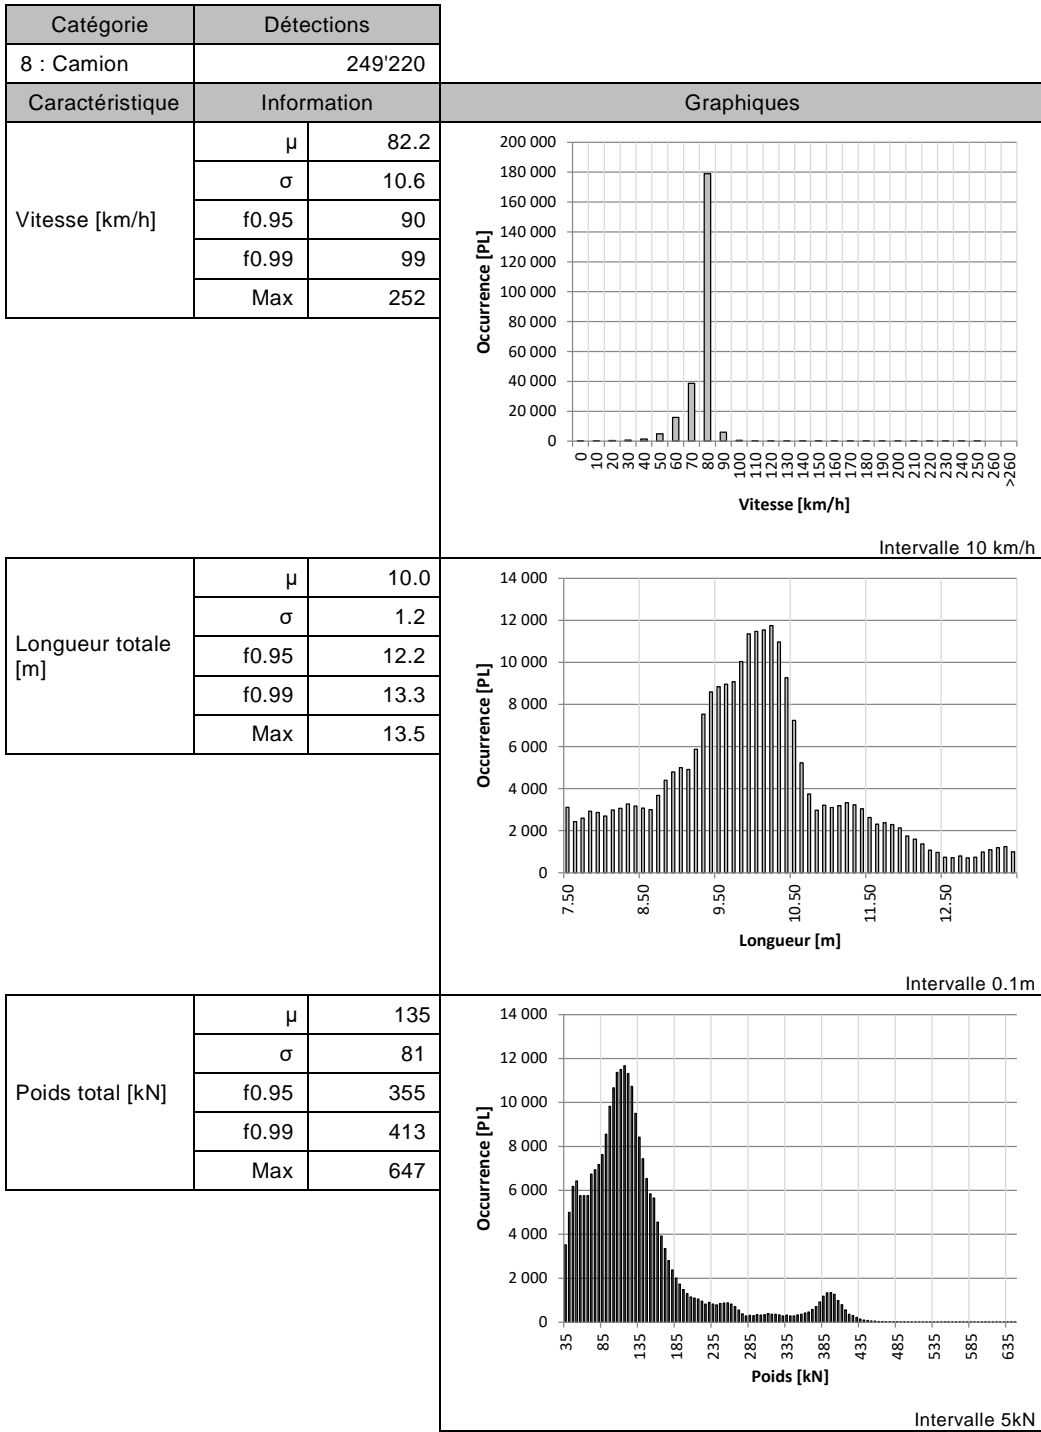 Catégorie Détections
8 : Camion 249'220
Caractéristique Information Graphiques
Vitesse [km/h]
µ 82.2
σ 10.6
f0.95 90
f0.99 99
Max 252
200 000
180 000
160 000
140 000
120 000
100 000
80 000
60 000
40 000
20 000
0
Occurrence [PL]
0 10 20 30 40 50 60 70 80 90 100 110 120 130 140 150 160 170 180 190 200 210 220 230 240 250 260 >260
Vitesse [km/h]
Intervalle 10 km/h
Longueur totale
[m]
µ 10.0
σ 1.2
f0.95 12.2
f0.99 13.3
Max 13.5
14 000
12 000
10 000
8 000
6 000
4 000
2 000
0
Occurrence [PL]
7.50 8.50 9.50 10.50 11.50 12.50
Longueur [m]
Intervalle 0.1m
Poids total [kN]
µ 135
σ 81
f0.95 355
f0.99 413
Max 647
14 000
12 000
10 000
8 000
6 000
4 000
2 000
0
Occurrence [PL]
35 85 135 185 235 285 335 385 435 485 535 585 635
Poids [kN]
Intervalle 5kN